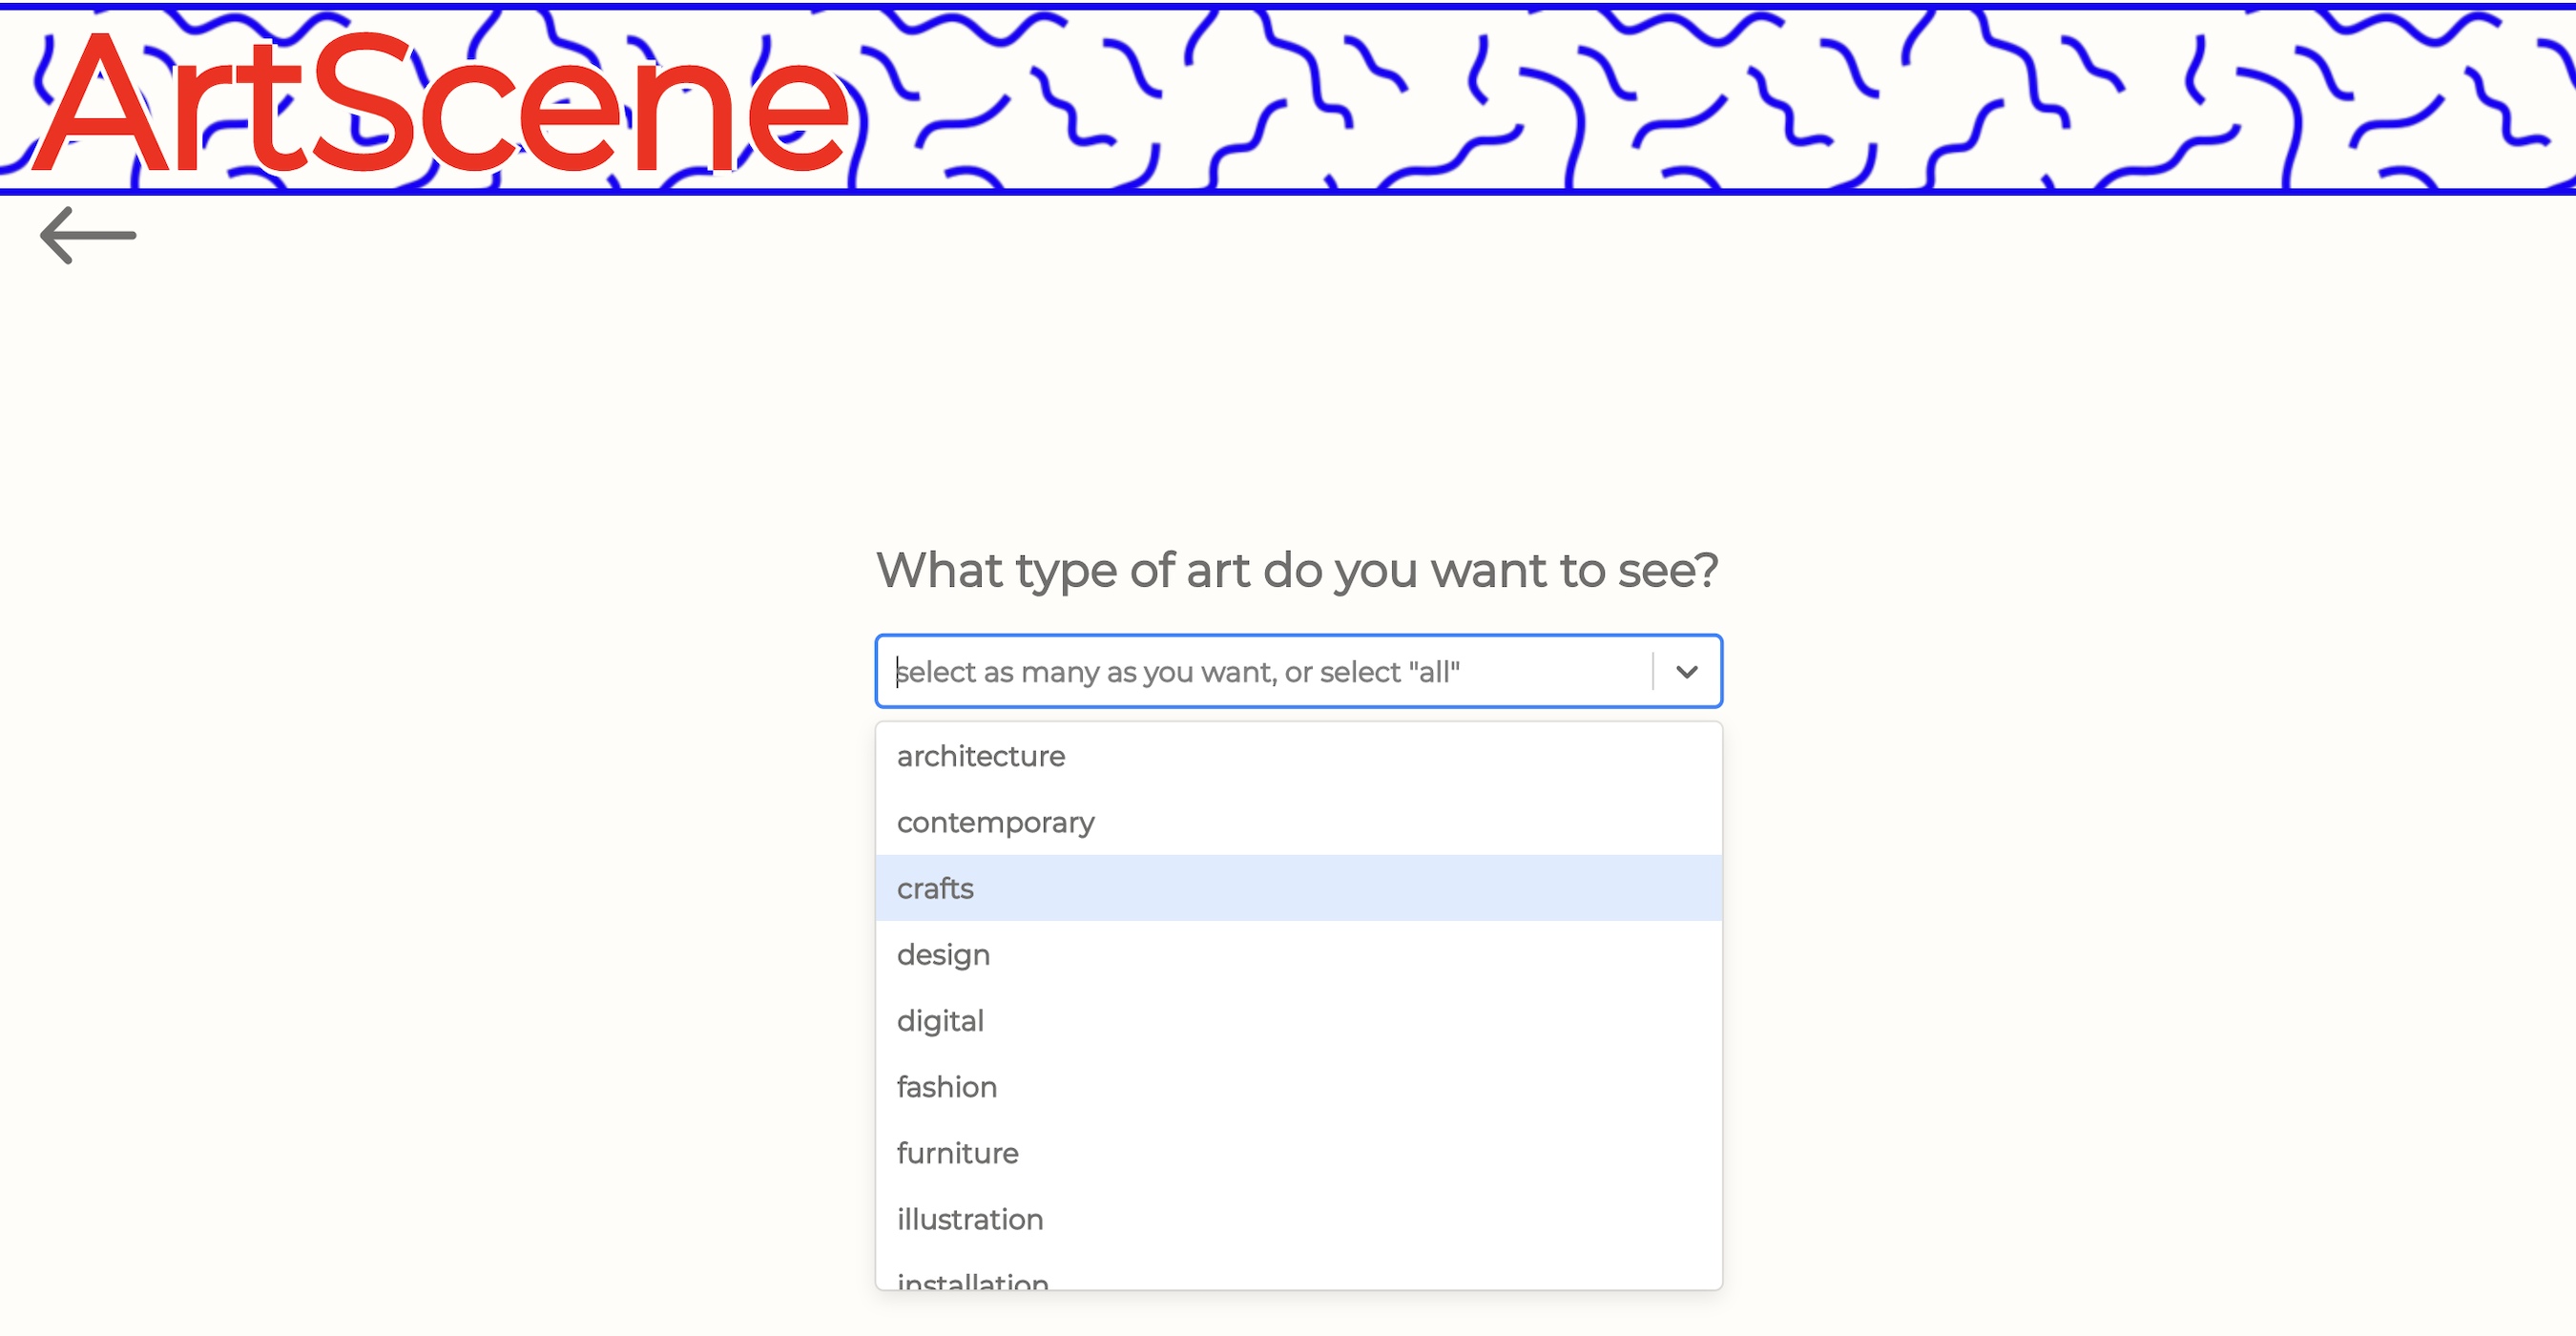 ArtScene
What type of art do you want to see?
select as many as you want, or select "all"
architecture
contemporary
crafts
design
digital
fashion
furniture
illustration
installation